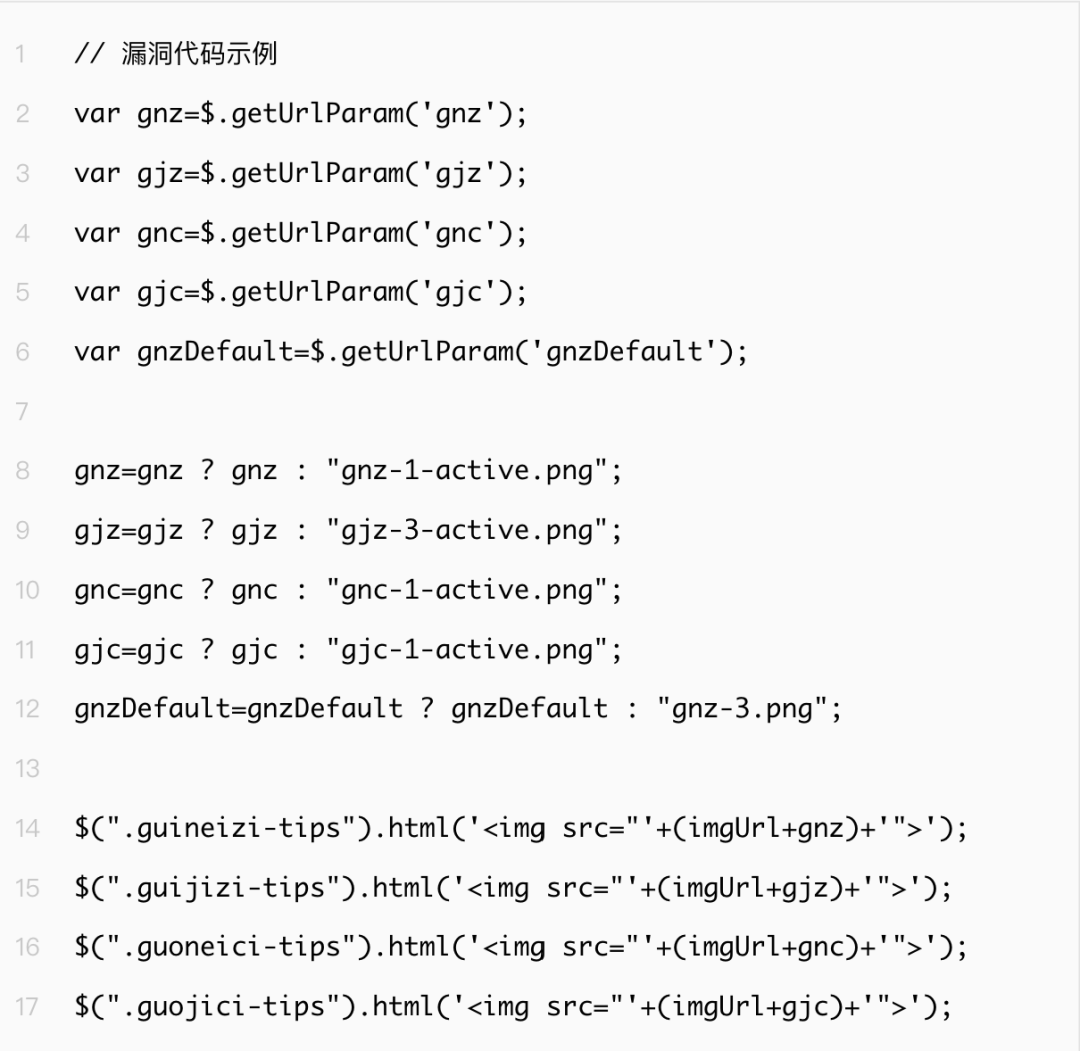 1 // 漏洞代码示例
2 var gnz=$.getUrlParam('gnz');
3 var gjz=$.getUrlParam('gjz');
4 var gnc=$.getUrlParam('gnc');
5 var gjc=$.getUrlParam('gjc');
6 var gnzDefault=$.getUrlParam('gnzDefault');
7
8 gnz=gnz ? gnz : "gnz-1-active.png";
9 gjz=gjz ? gjz : "gjz-3-active.png";
10 gnc=gnc ? gnc : "gnc-1-active.png";
11 gjc=gjc ? gjc : "gjc-1-active.png";
12 gnzDefault=gnzDefault ? gnzDefault : "gnz-3.png";
13
14 $(".guineizi-tips").html('<img src="'+(imgUrl+gnz)+'">');
15 $(".guijizi-tips").html('<img src="'+(imgUrl+gjz)+'">');
16 $(".guoneici-tips").html('<img src="'+(imgUrl+gnc)+'">');
17 $(".guojici-tips").html('<img src="'+(imgUrl+gjc)+'">');